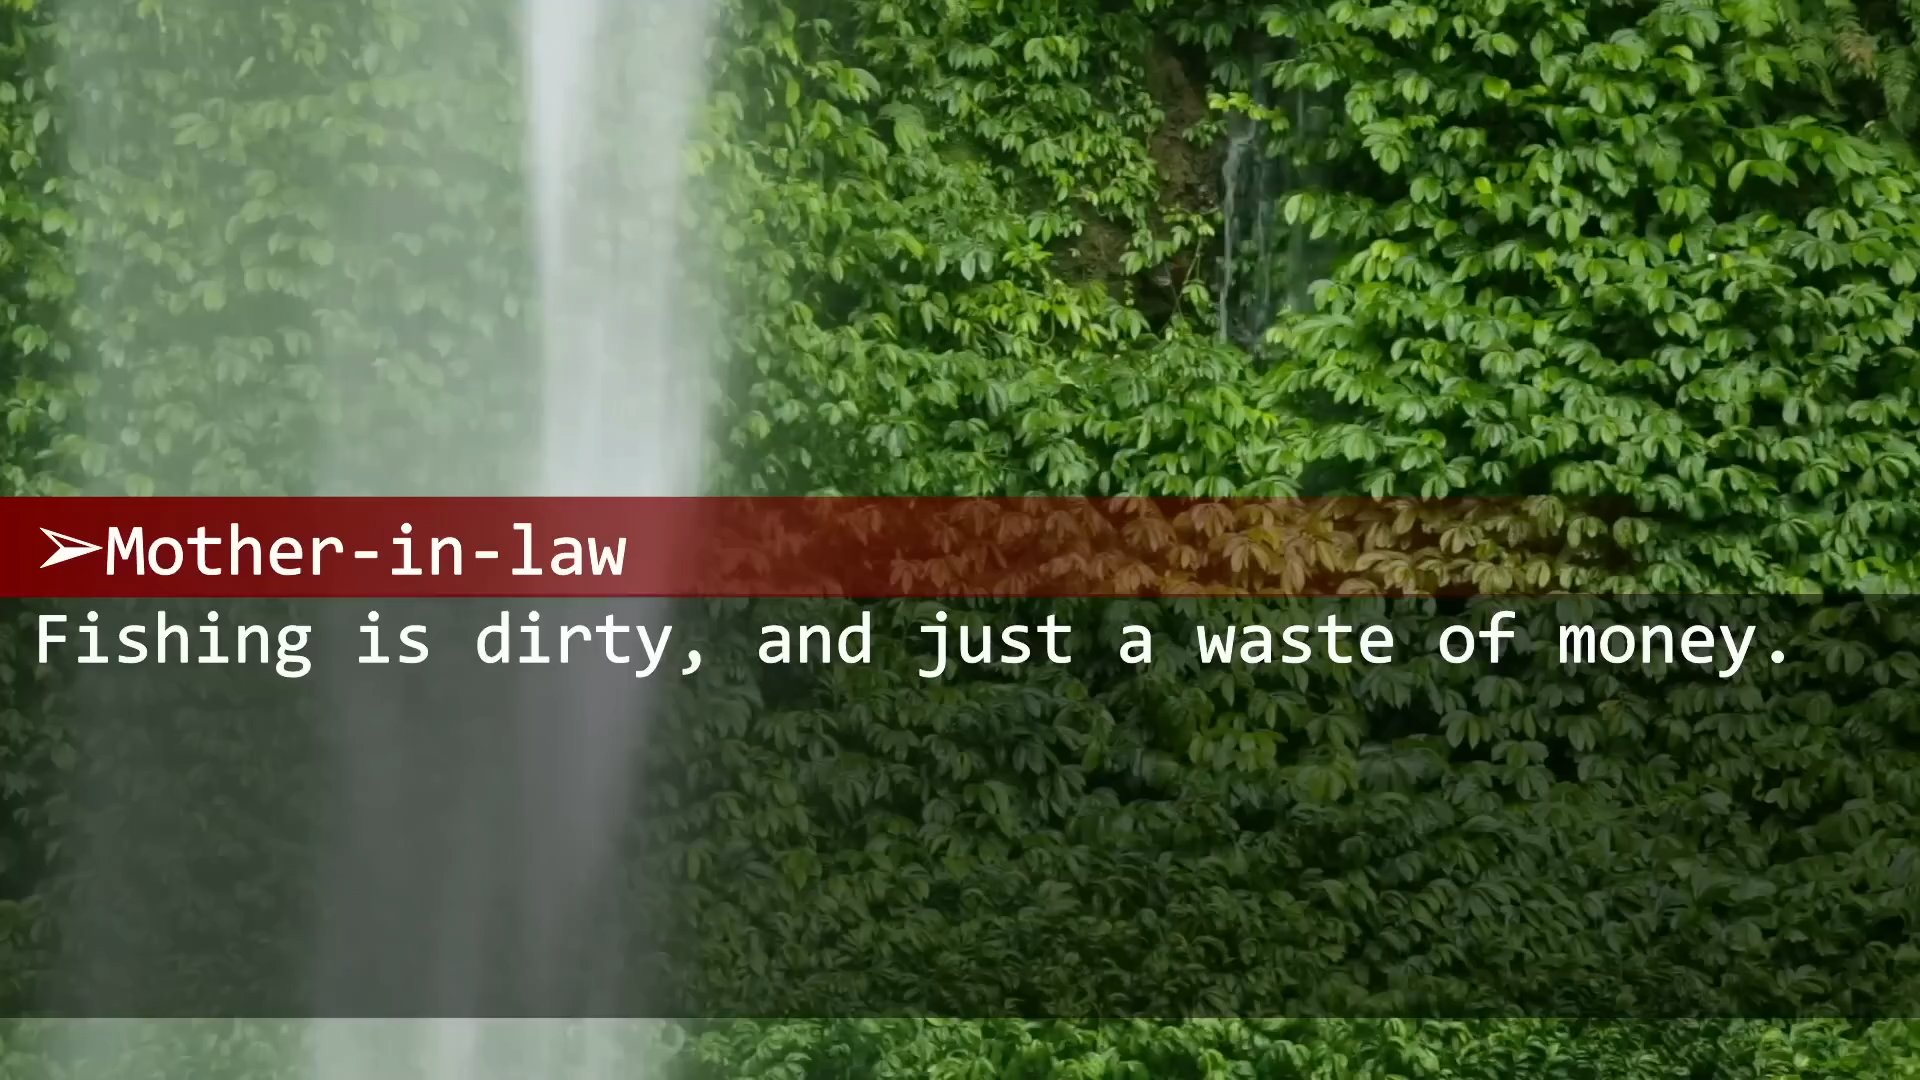 ➢Mother-in-law
Fishing is dirty, and just a waste of money.